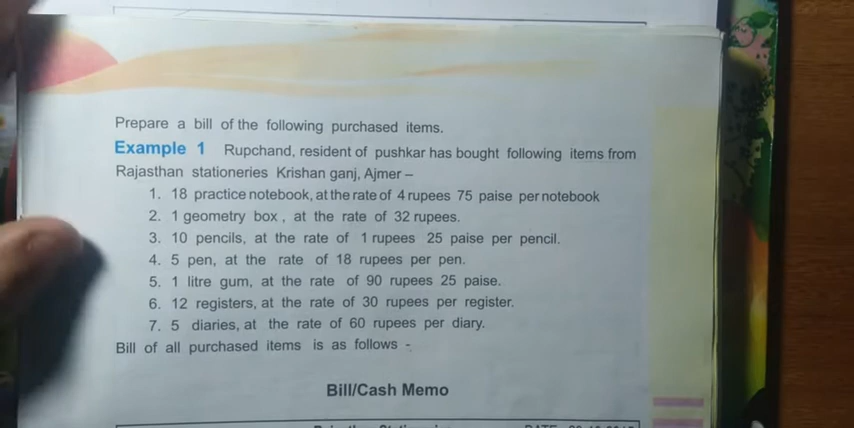 Prepare a bill of the following purchased items.
Example 1 Rupchand, resident of pushkar has bought following items from
Rajasthan stationeries Krishan ganj, Ajmer –
1. 18 practice notebook, at the rate of 4 rupees 75 paise per notebook
2. 1 geometry box , at the rate of 32 rupees.
3. 10 pencils, at the rate of 1 rupees 25 paise per pencil.
4. 5 pen, at the rate of 18 rupees per pen.
5. 1 litre gum, at the rate of 90 rupees 25 paise.
6. 12 registers, at the rate of 30 rupees per register.
7. 5 diaries, at the rate of 60 rupees per diary.
Bill of all purchased items is as follows -
Bill/Cash Memo